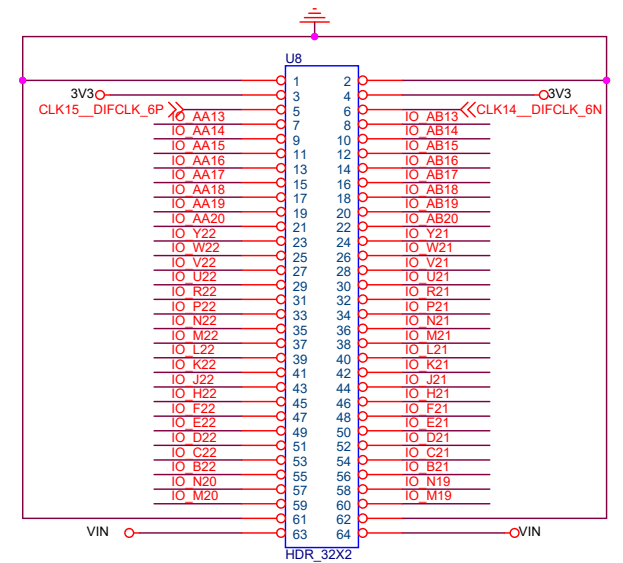 U8
1 2
3V3 3 4 3V3
CLK15__DIFCLK_6P 5 6 CLK14__DIFCLK_6N
IO_AA13 7 8 IO_AB13
IO_AA14 9 10 IO_AB14
IO_AA15 11 12 IO_AB15
IO_AA16 13 14 IO_AB16
IO_AA17 15 16 IO_AB17
IO_AA18 17 18 IO_AB18
IO_AA19 19 20 IO_AB19
IO_AA20 21 22 IO_AB20
IO_Y22 23 24 IO_Y21
IO_W22 25 26 IO_W21
IO_V22 27 28 IO_V21
IO_U22 29 30 IO_U21
IO_R22 31 32 IO_R21
IO_P22 33 34 IO_P21
IO_N22 35 36 IO_N21
IO_M22 37 38 IO_M21
IO_L22 39 40 IO_L21
IO_K22 41 42 IO_K21
IO_J22 43 44 IO_J21
IO_H22 45 46 IO_H21
IO_F22 47 48 IO_F21
IO_E22 49 50 IO_E21
IO_D22 51 52 IO_D21
IO_C22 53 54 IO_C21
IO_B22 55 56 IO_B21
IO_N20 57 58 IO_N19
IO_M20 59 60 IO_M19
61 62
VIN 63 64 VIN
HDR_32X2